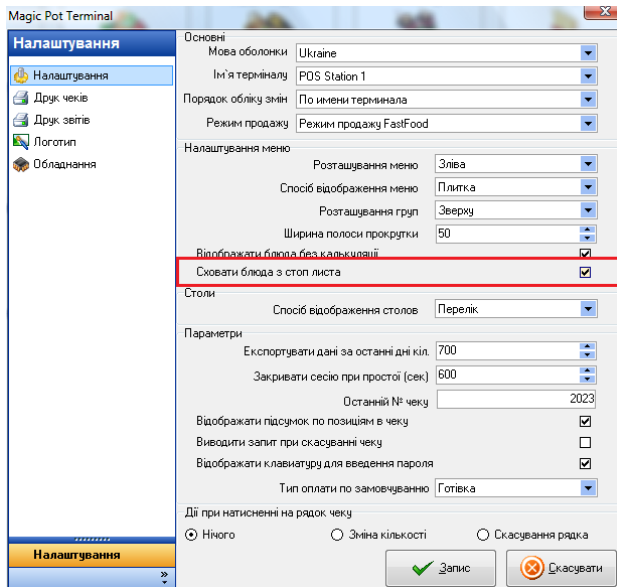 Magic Pot Terminal
Налаштування
Налаштування
Друк чеків
Друк звітів
Логотип
Обладнання
Налаштування
»
Основні
Мова оболонки Ukraine
Ім`я терміналу POS Station 1
Порядок обліку змін По имени терминала
Режим продажу Режим продажу FastFood
Налаштування меню
Розташування меню Зліва
Спосіб відображення меню Плитка
Розташування груп Зверху
Ширина полоси прокрутки 50
Відображати блюда без калькуляції
Сховати блюда з стоп листа
Столи
Спосіб відображення столов Перелік
Параметри
Експортувати дані за останні дні кіл. 700
Закривати сесію при простої (сек) 600
Останній № чеку 2023
Відображати підсумок по позиціям в чеку
Виводити запит при скасуванні чеку
Відображати клавиатуру для введення пароля
Тип оплати по замовчуванню Готівка
Дії при натисненні на рядок чеку
Нічого Зміна кількості Скасування рядка
Запис Скасувати